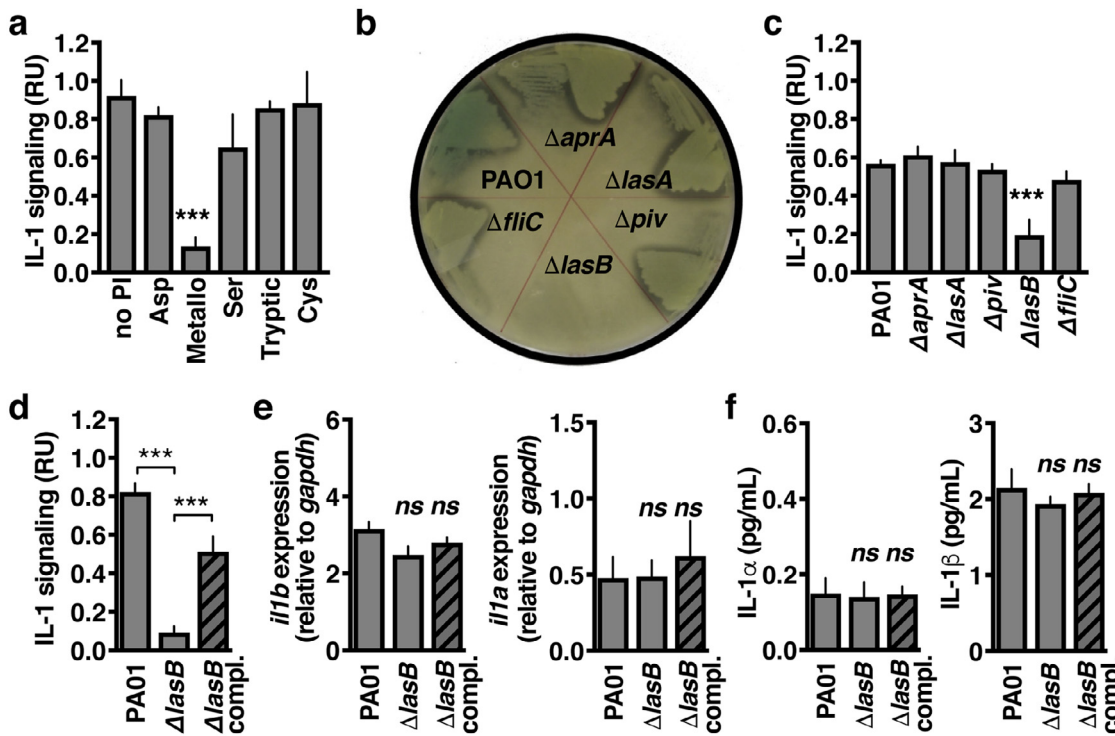 a
IL-1 signaling (RU)
1.2
1.0
0.8
0.6
0.4
0.2
0.0
***
no PI
Asp
Metallo
Ser
Tryptic
Cys
b
ΔaprA
PAO1
ΔlasA
ΔfliC
Δpiv
ΔlasB
c
IL-1 signaling (RU)
1.2
1.0
0.8
0.6
0.4
0.2
0.0
***
PA01
ΔaprA
ΔlasA
Δpiv
ΔlasB
ΔfliC
d
IL-1 signaling (RU)
1.2
1.0
0.8
0.6
0.4
0.2
0.0
***
***
PA01
ΔlasB
ΔlasB
compl.
e
il1b expression
(relative to gapdh)
6
3
0
ns ns
PA01
ΔlasB
ΔlasB
compl.
il1a expression
(relative to gapdh)
1.5
1.0
0.5
0.0
ns ns
PA01
ΔlasB
ΔlasB
compl.
f
IL-1α (pg/mL)
0.6
0.4
0.2
0.0
ns ns
PA01
ΔlasB
ΔlasB
compl.
IL-1β (pg/mL)
3
2
1
0
ns ns
PA01
ΔlasB
ΔlasB
compl.